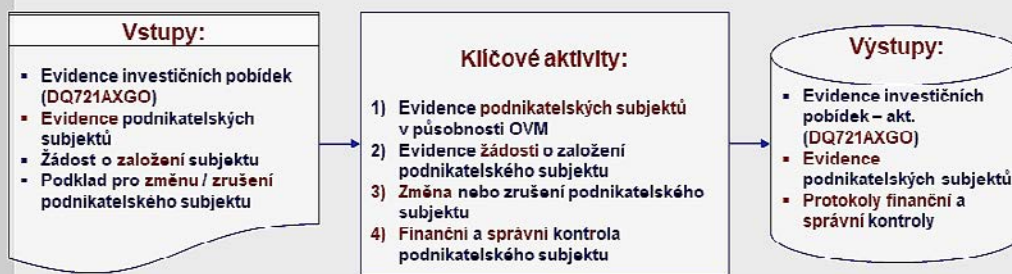 Vstupy:
▪ Evidence investičních pobídek
(DQ721AXGO)
▪ Evidence podnikatelských
subjektů
▪ Žádost o založení subjektu
▪ Podklad pro změnu / zrušení
podnikatelského subjektu
Klíčové aktivity:
1) Evidence podnikatelských subjektů
v působnosti OVM
2) Evidence žádosti o založení
podnikatelského subjektu
3) Změna nebo zrušení podnikatelského
subjektu
4) Finanční a správní kontrola
podnikatelského subjektu
Výstupy:
▪ Evidence investičních
pobídek – akt.
(DQ721AXGO)
▪ Evidence
podnikatelských subjektů
▪ Protokoly finanční a
správní kontroly